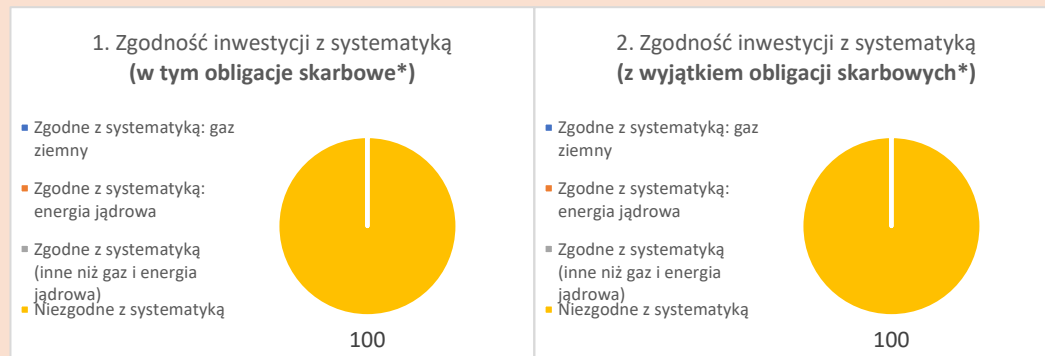 1. Zgodność inwestycji z systematyką
(w tym obligacje skarbowe*)
Zgodne z systematyką: gaz
ziemny
Zgodne z systematyką:
energia jądrowa
Zgodne z systematyką
(inne niż gaz i energia
jądrowa)
Niezgodne z systematyką
100
2. Zgodność inwestycji z systematyką
(z wyjątkiem obligacji skarbowych*)
Zgodne z systematyką: gaz
ziemny
Zgodne z systematyką:
energia jądrowa
Zgodne z systematyką
(inne niż gaz i energia
jądrowa)
Niezgodne z systematyką
100